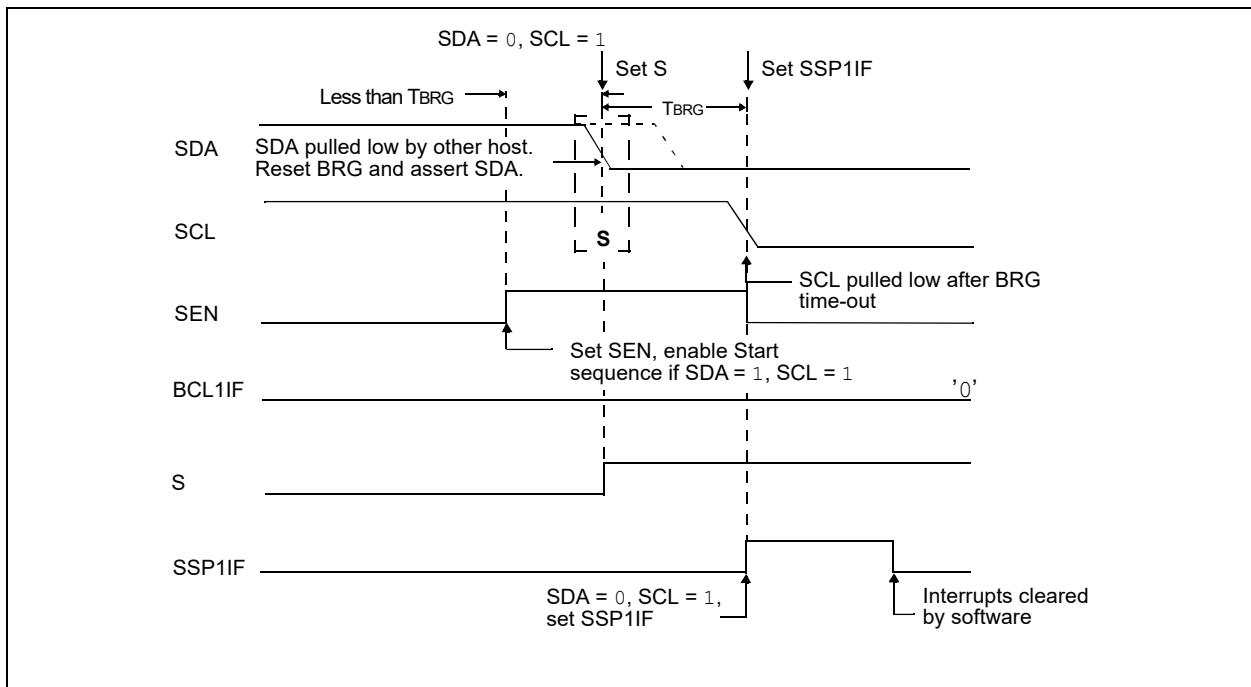 SDA = 0, SCL = 1
Set S
Set SSP1IF
Less than TBRG
TBRG
SDA
SDA pulled low by other host.
Reset BRG and assert SDA.
SCL
S
SCL pulled low after BRG
time-out
SEN
Set SEN, enable Start
sequence if SDA = 1, SCL = 1
BCL1IF
'0'
S
SSP1IF
SDA = 0, SCL = 1,
set SSP1IF
Interrupts cleared
by software